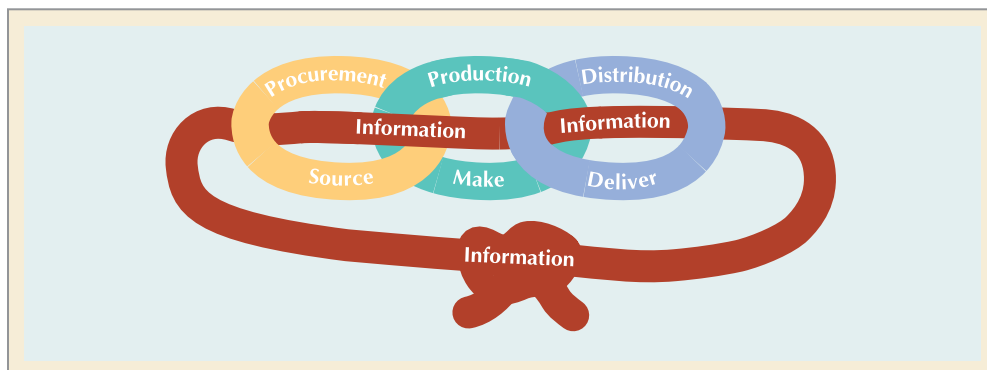 Procurement
Production
Distribution
Information
Information
Source
Make
Deliver
Information